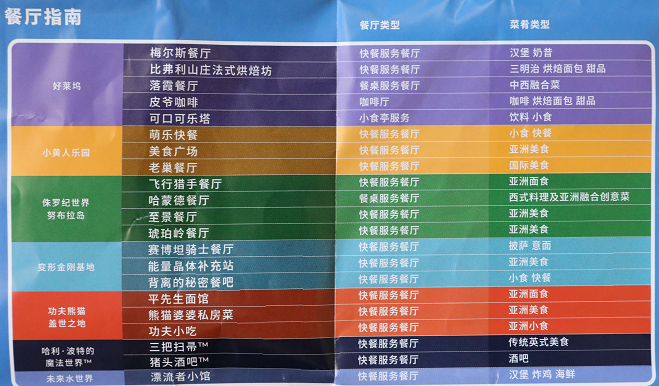 餐厅指南
餐厅类型 菜肴类型
好莱坞
梅尔斯餐厅 快餐服务餐厅 汉堡 奶昔
比弗利山庄法式烘焙坊 快餐服务餐厅 三明治 烘焙面包 甜品
落霞餐厅 餐桌服务餐厅 中西融合菜
皮爷咖啡 咖啡厅 咖啡 烘焙面包 甜品
可口可乐塔 小食亭服务 饮料 小食
小黄人乐园
萌乐快餐 快餐服务餐厅 小食 快餐
美食广场 快餐服务餐厅 亚洲美食
老巢餐厅 快餐服务餐厅 国际美食
侏罗纪世界
努布拉岛
飞行猎手餐厅 快餐服务餐厅 亚洲面食
哈蒙德餐厅 餐桌服务餐厅 西式料理及亚洲融合创意菜
至景餐厅 快餐服务餐厅 亚洲美食
琥珀岭餐厅 快餐服务餐厅 亚洲美食
变形金刚基地
赛博坦骑士餐厅 快餐服务餐厅 披萨 意面
能量晶体补充站 快餐服务餐厅 亚洲美食
背离的秘密餐吧 快餐服务餐厅 小食 快餐
功夫熊猫
盖世之地
平先生面馆 快餐服务餐厅 亚洲面食
熊猫婆婆私房菜 快餐服务餐厅 亚洲美食
功夫小吃 快餐服务餐厅 亚洲小食
哈利·波特的
魔法世界™
三把扫帚™ 快餐服务餐厅 传统英式美食
猪头酒吧™ 快餐服务餐厅 酒吧
未来水世界
漂流者小馆 快餐服务餐厅 汉堡 炸鸡 海鲜